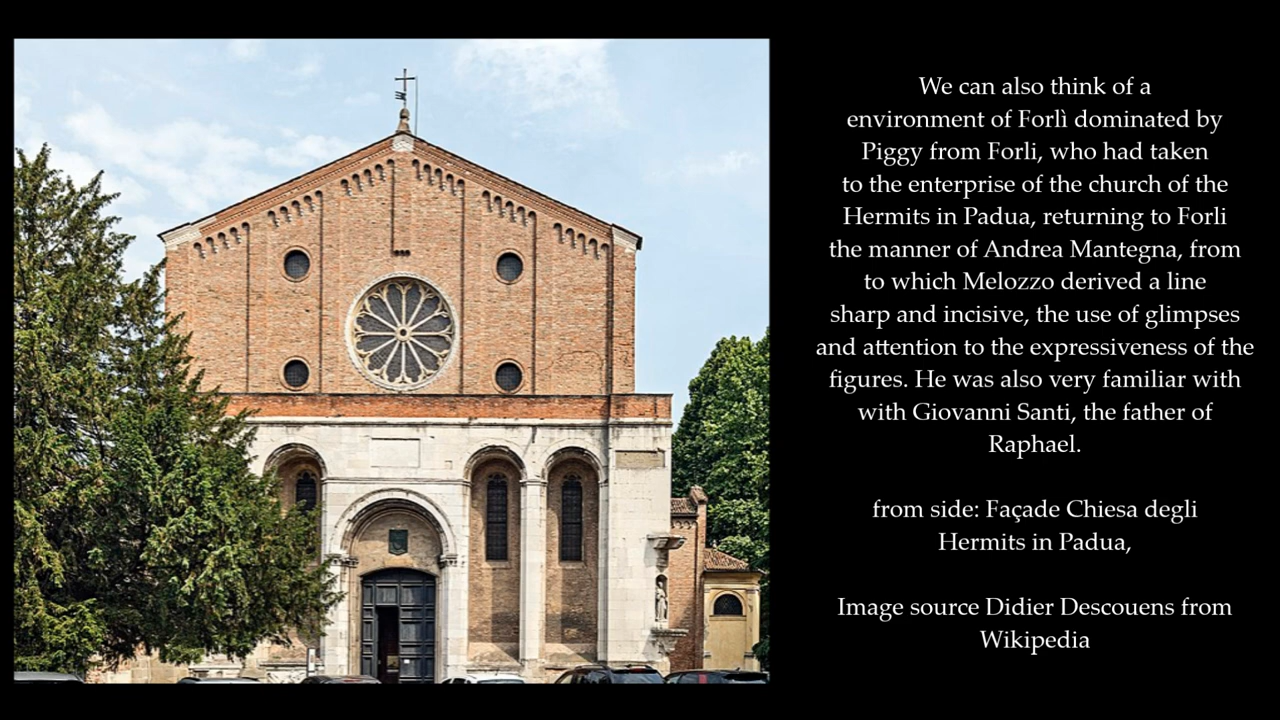 We can also think of a
environment of Forlì dominated by
Piggy from Forli, who had taken
to the enterprise of the church of the
Hermits in Padua, returning to Forli
the manner of Andrea Mantegna, from
to which Melozzo derived a line
sharp and incisive, the use of glimpses
and attention to the expressiveness of the
figures. He was also very familiar with
with Giovanni Santi, the father of
Raphael.
from side: Façade Chiesa degli
Hermits in Padua,
Image source Didier Descouens from
Wikipedia